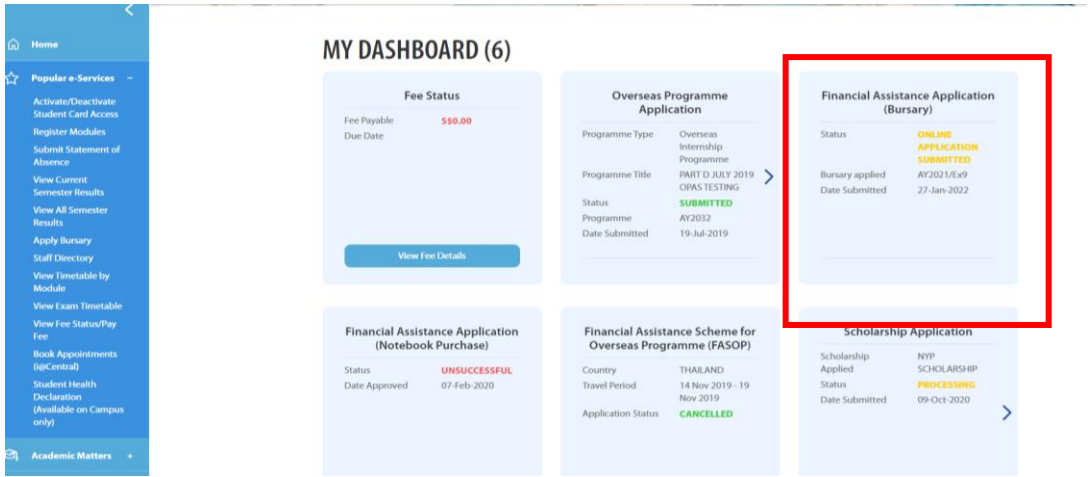 Home
Popular e-Services −
Activate/Deactivate
Student Card Access
Register Modules
Submit Statement of
Absence
View Current
Semester Results
View All Semester
Results
Apply Bursary
Staff Directory
View Timetable by
Module
View Exam Timetable
View Fee Status/Pay
Fee
Book Appointments
(i@Central)
Student Health
Declaration
(Available on Campus
only)
Academic Matters +
MY DASHBOARD (6)
Fee Status
Fee Payable S$0.00
Due Date
View Fee Details
Overseas Programme
Application
Programme Type Overseas
Internship
Programme
Programme Title PART D JULY 2019
OPAS TESTING
Status SUBMITTED
Programme AY2032
Date Submitted 19-Jul-2019
Financial Assistance Application
(Bursary)
Status ONLINE
APPLICATION
SUBMITTED
Bursary applied AY2021/Ex9
Date Submitted 27-Jan-2022
Financial Assistance Application
(Notebook Purchase)
Status UNSUCCESSFUL
Date Approved 07-Feb-2020
Financial Assistance Scheme for
Overseas Programme (FASOP)
Country THAILAND
Travel Period 14 Nov 2019 - 19
Nov 2019
Application Status CANCELLED
Scholarship Application
Scholarship NYP
Applied SCHOLARSHIP
Status PROCESSING
Date Submitted 09-Oct-2020